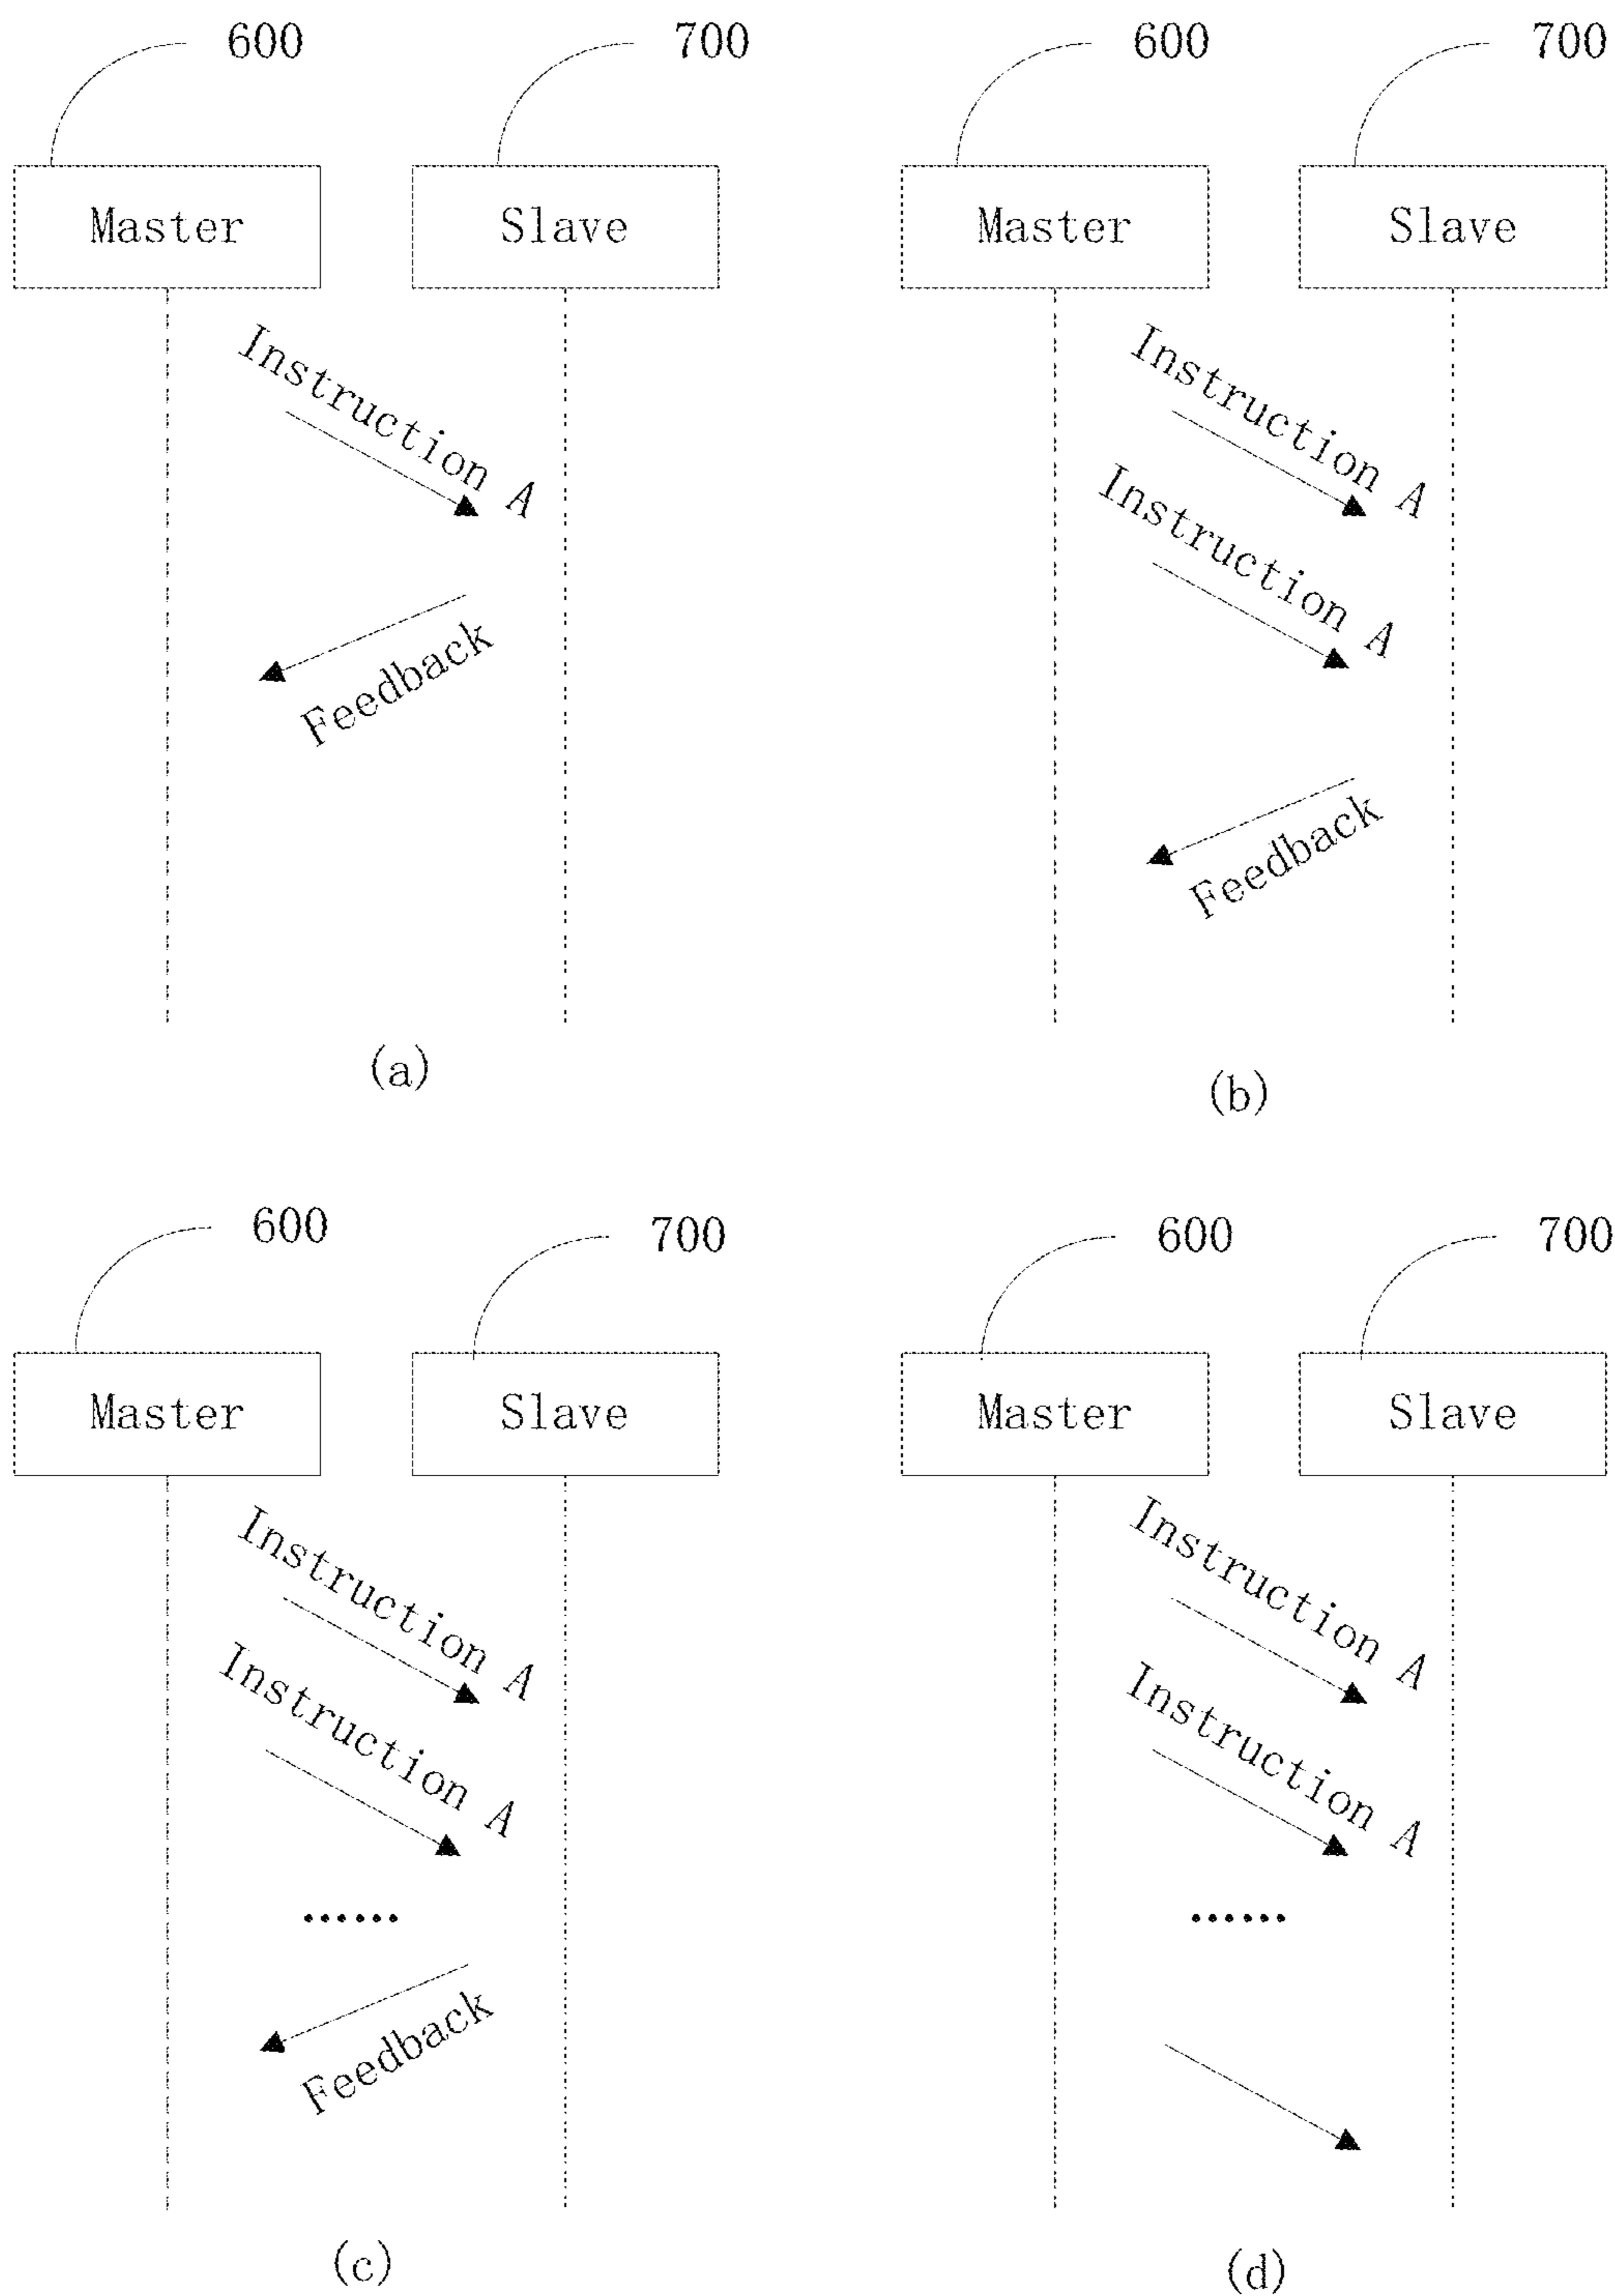 600
700
600
700
Master
Slave
Master
Slave
Instruction A
Feedback
Instruction A
Instruction A
Feedback
(a)
(b)
600
700
600
700
Master
Slave
Master
Slave
Instruction A
Instruction A
......
Feedback
Instruction A
Instruction A
......
(c)
(d)